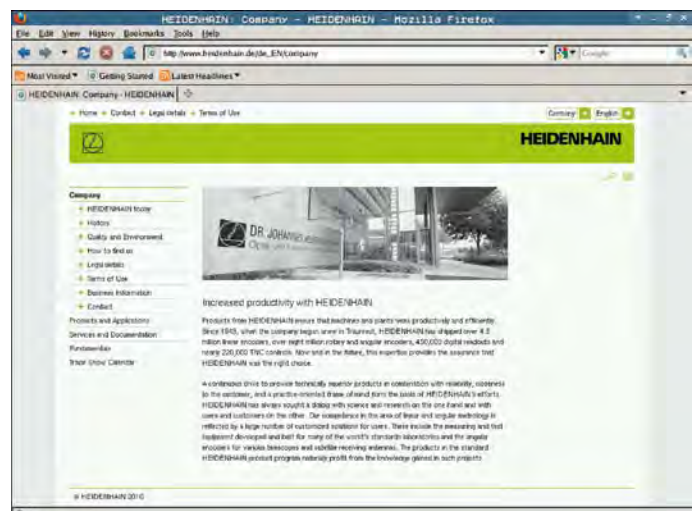 HEIDENHAIN: Company - HEIDENHAIN - Mozilla Firefox
File Edit View History Bookmarks Tools Help
http://www.heidenhain.de/de_EN/company
Google
Most Visited Getting Started Latest Headlines
HEIDENHAIN: Company - HEIDENHAIN
Home Contact Legal details Terms of Use Germany English
HEIDENHAIN
Company
HEIDENHAIN today
History
Quality and Environment
How to find us
Legal details
Terms of Use
Business Information
Contact
Products and Applications
Services and Documentation
Fundamentals
Trade Show Calendar
DR. JOHANNES
Increased productivity with HEIDENHAIN
Products from HEIDENHAIN ensure that machines and plants work productively and efficiently.
Since 1948, when the company began anew in Traunreut, HEIDENHAIN has shipped over 4.8
million linear encoders, over eight million rotary and angular encoders, 450,000 digital readouts and
nearly 220,000 TNC controls. Now and in the future, this expertise provides the assurance that
HEIDENHAIN was the right choice.
A continuous drive to provide technically superior products in combination with reliability, closeness
to the customer, and a practice-oriented frame of mind form the basis of HEIDENHAIN's efforts.
HEIDENHAIN has always sought a dialog with science and research on the one hand and with
users and customers on the other. Our competence in the area of linear and angular metrology is
reflected by a large number of customized solutions for users. These include the measuring and test
equipment developed and built for many of the world's standards laboratories and the angular
encoders for various telescopes and satellite receiving antennas. The products in the standard
HEIDENHAIN product program naturally profit from the knowledge gained in such projects.
© HEIDENHAIN 2010